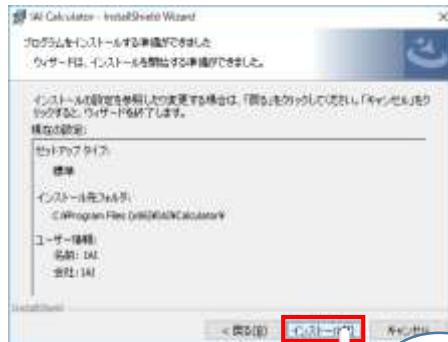 IAI Calculator - InstallShield Wizard
プログラムをインストールする準備ができました
ウィザードは、インストールを開始する準備ができました。
インストールの設定を参照したり変更する場合は、「戻る」をクリックしてください。「キャンセル」をク
リックすると、ウィザードを終了します。
現在の設定:
セットアップ タイプ:
標準
インストール先フォルダ:
C:¥Program Files (x86)¥IAI¥Calculator¥
ユーザー情報:
名前: IAI
会社: IAI
InstallShield
< 戻る(B)
インストール(I)
キャンセル